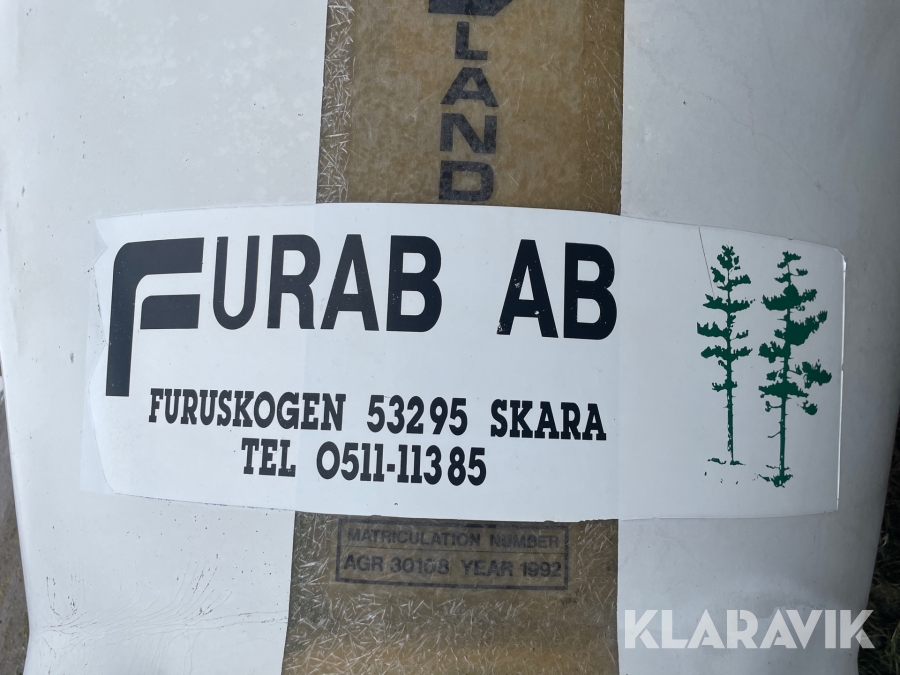 LAND
FURAB AB
FURUSKOGEN 53295 SKARA
TEL 0511-11385
MATRICULATION NUMBER
AGR 30108 YEAR 1992
KLARAVIK